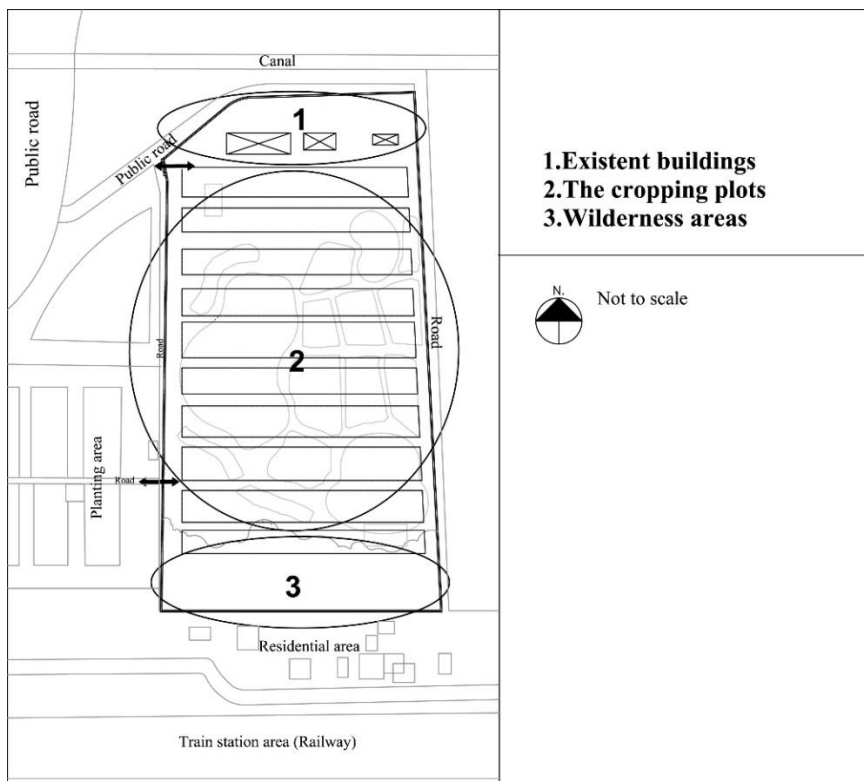 Canal
1
Public road
Public road
2
Road
Road
Planting area
Road
3
Residential area
Train station area (Railway)
1.Existent buildings
2.The cropping plots
3.Wilderness areas
N.
Not to scale